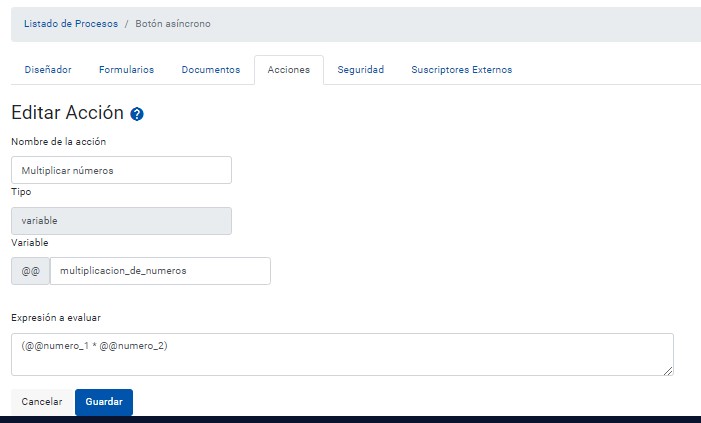 Listado de Procesos / Botón asíncrono
Diseñador Formularios Documentos Acciones Seguridad Suscriptores Externos
Editar Acción ?
Nombre de la acción
Multiplicar números
Tipo
variable
Variable
@@ multiplicacion_de_numeros
Expresión a evaluar
(@@numero_1 * @@numero_2)
Cancelar Guardar